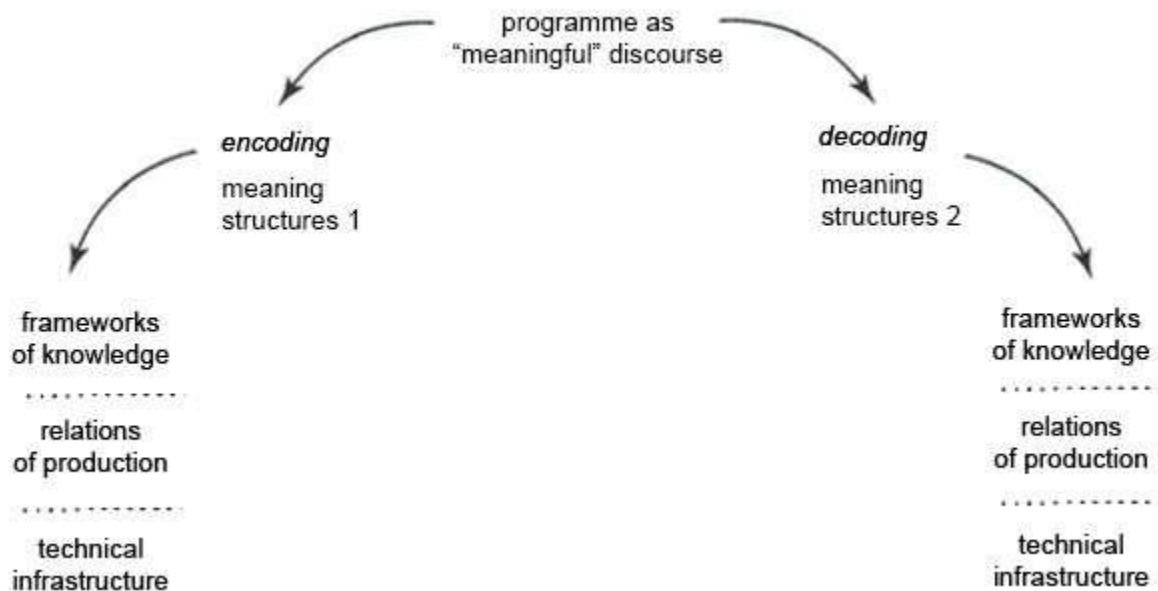 programme as
“meaningful” discourse
encoding
meaning
structures 1
decoding
meaning
structures 2
frameworks
of knowledge
relations
of production
technical
infrastructure
frameworks
of knowledge
relations
of production
technical
infrastructure